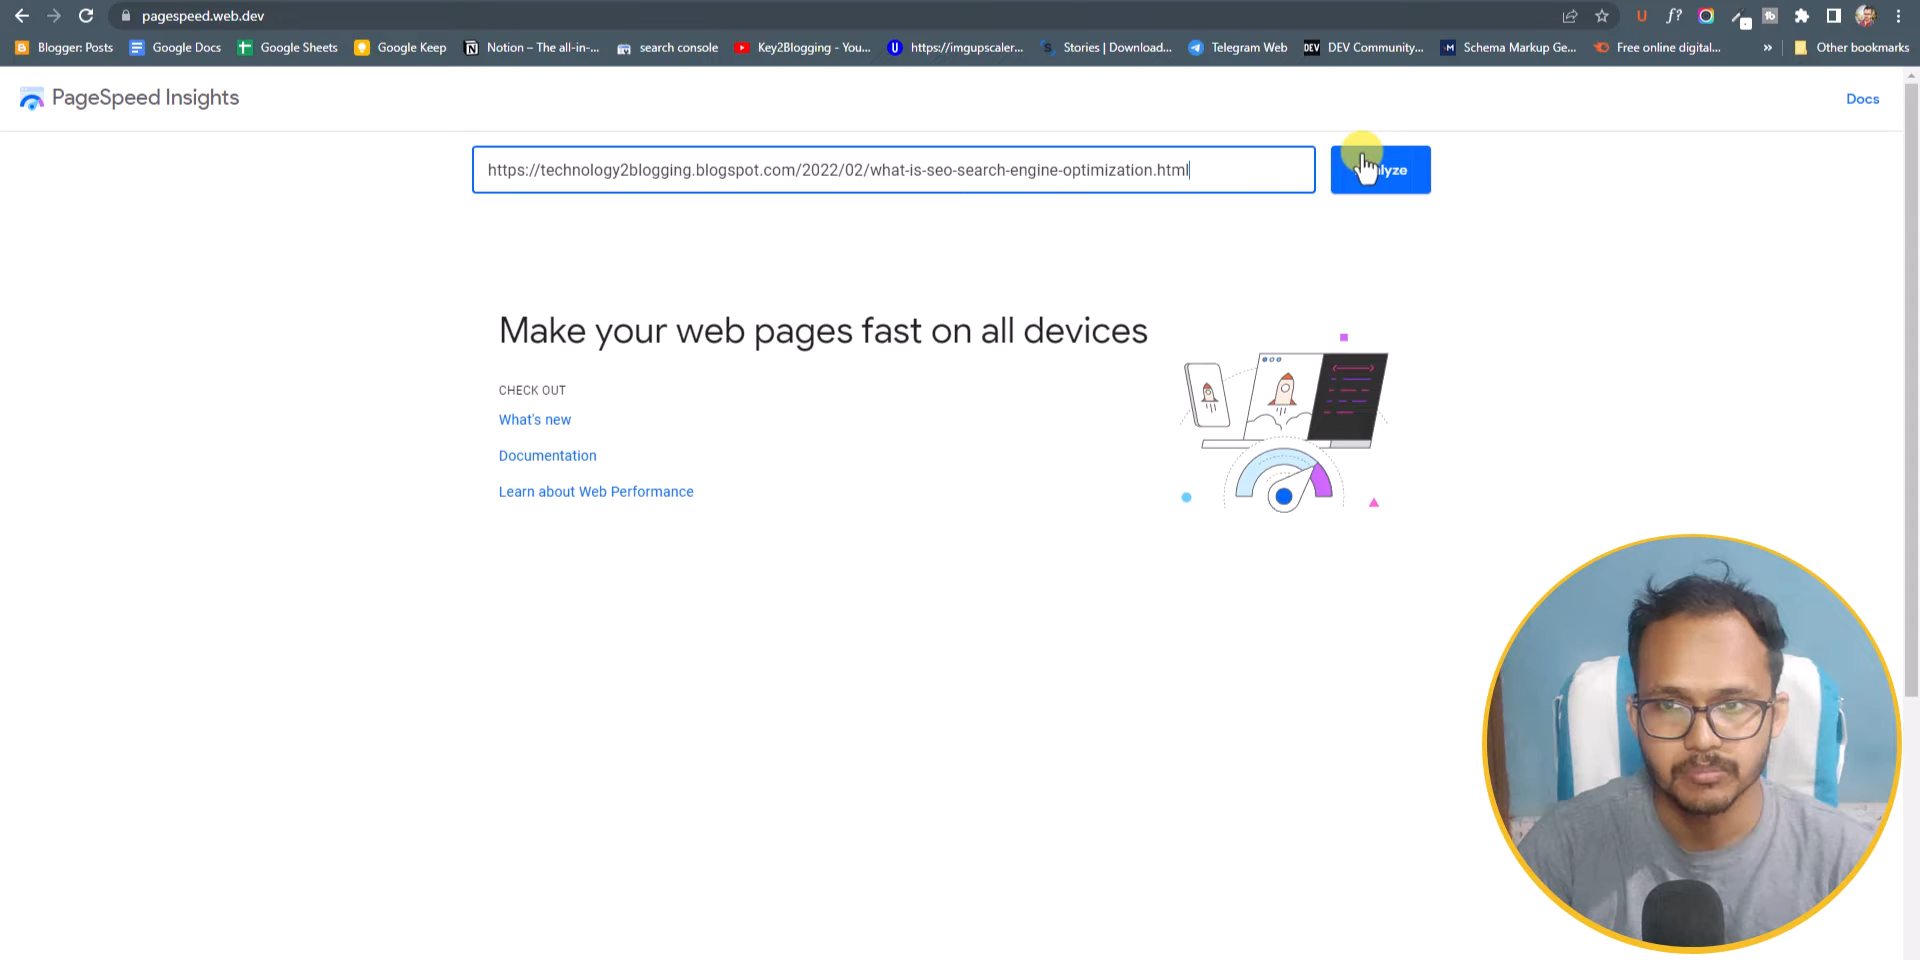 pagespeed.web.dev
Blogger: Posts Google Docs Google Sheets Google Keep Notion – The all-in-... search console Key2Blogging - You... https://imgupscaler... Stories | Download... Telegram Web DEV Community... Schema Markup Ge... Free online digital... » Other bookmarks
PageSpeed Insights
Docs
https://technology2blogging.blogspot.com/2022/02/what-is-seo-search-engine-optimization.html
Make your web pages fast on all devices
CHECK OUT
What's new
Documentation
Learn about Web Performance